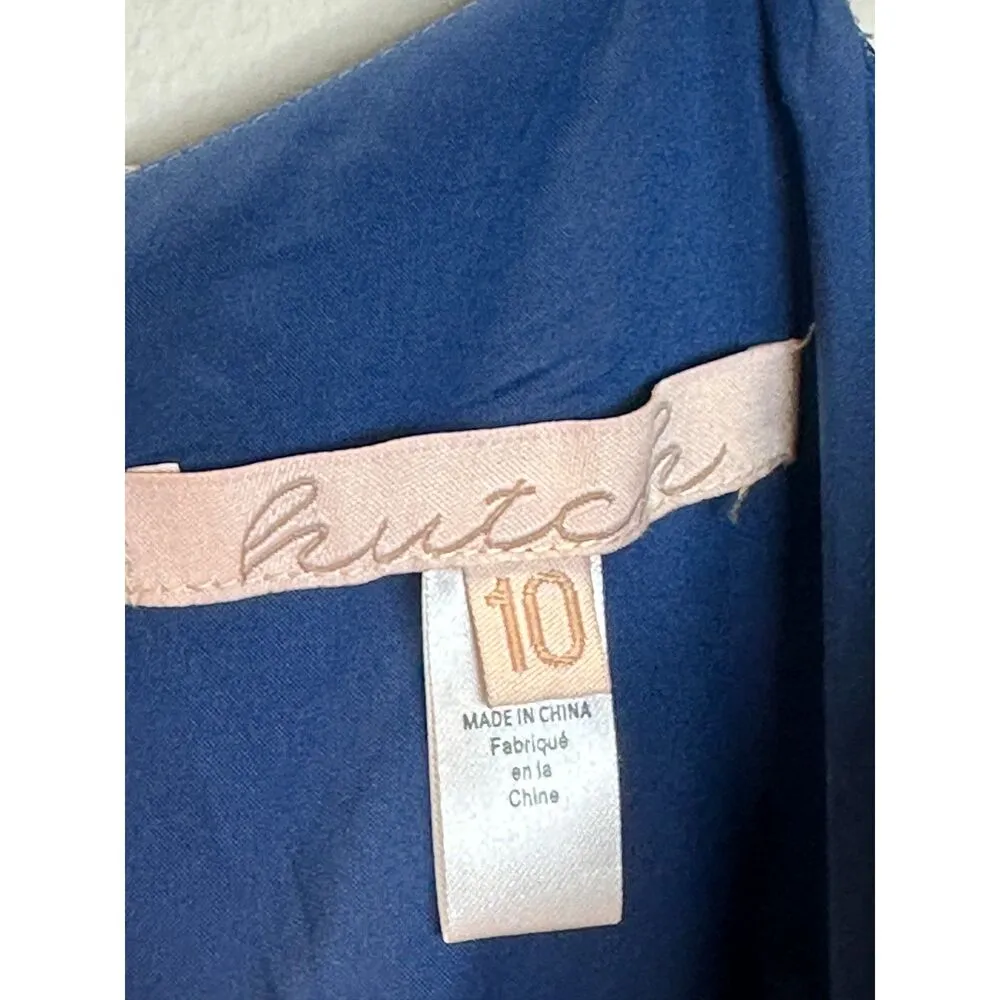 hutch
10
MADE IN CHINA
Fabriqué
en la
Chine